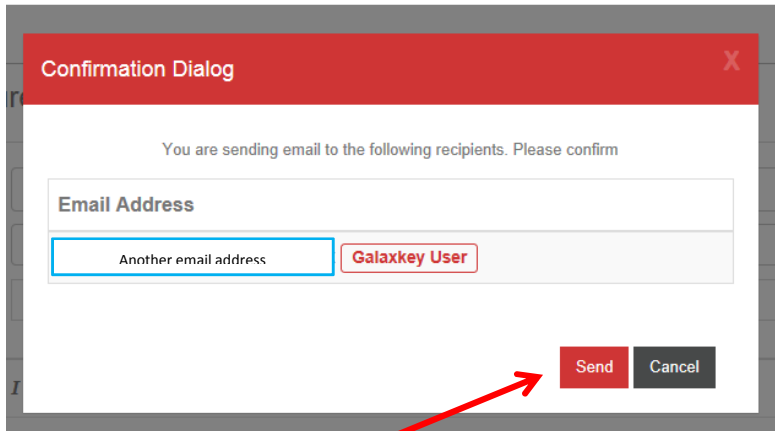 Confirmation Dialog X
You are sending email to the following recipients. Please confirm
Email Address
Another email address Galaxkey User
Send Cancel
I